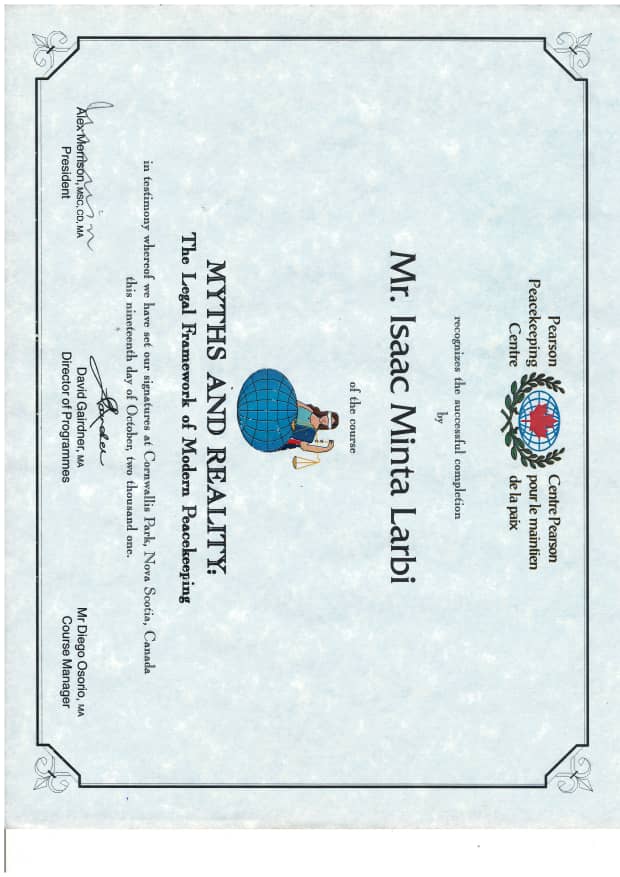 Pearson
Peacekeeping
Centre
Centre Pearson
pour le maintien
de la paix
recognizes the successful completion
by
Mr. Isaac Minta Larbi
of the course
MYTHS AND REALITY:
The Legal Framework of Modern Peacekeeping
in testimony whereof we have set our signatures at Cornwallis Park, Nova Scotia, Canada
this nineteenth day of October, two thousand one.
Alex Morrison, MSC, CD, MA
President
David Gairdner, MA
Director of Programmes
Mr Diego Osorio, MA
Course Manager